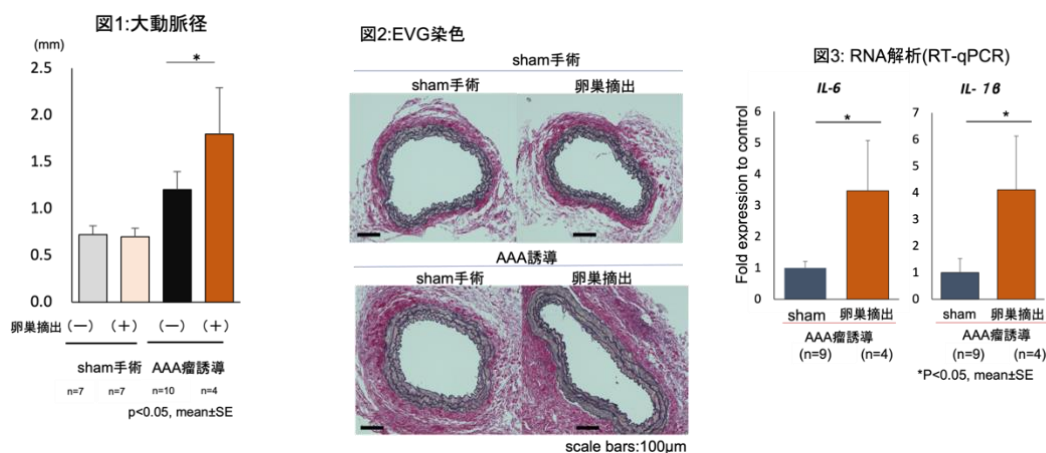 図1:大動脈径
(mm)
2.5
2.0
1.5
1.0
0.5
0.0
*
卵巣摘出 (ー) (+) (ー) (+)
sham手術 AAA瘤誘導
n=7 n=7 n=10 n=4
p<0.05, mean±SE
図2:EVG染色
sham手術
sham手術 卵巣摘出
AAA誘導
sham手術 卵巣摘出
scale bars:100μm
図3: RNA解析(RT-qPCR)
IL-6
Fold expression to control
6
5
4
3
2
1
0
*
sham 卵巣摘出
AAA瘤誘導
(n=9) (n=4)
IL- 1β
7
6
5
4
3
2
1
0
*
sham 卵巣摘出
AAA瘤誘導
(n=9) (n=4)
*P<0.05, mean±SE